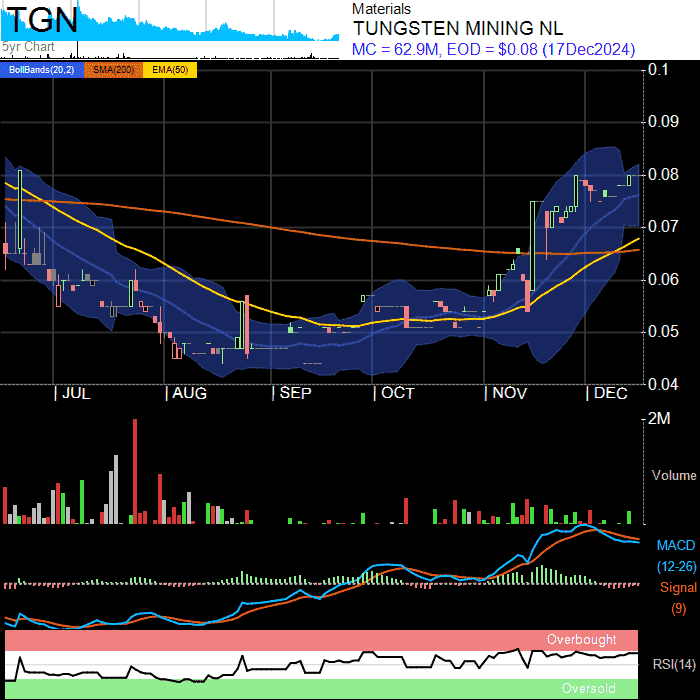 TGN
5yr Chart
Materials
TUNGSTEN MINING NL
MC = 62.9M, EOD = $0.08 (17Dec2024)
BollBands(20,2) SMA(200) EMA(50)
0.1
0.09
0.08
0.07
0.06
0.05
0.04
JUL AUG SEP OCT NOV DEC
2M
Volume
MACD
(12-26)
Signal
(9)
Overbought
RSI(14)
Oversold